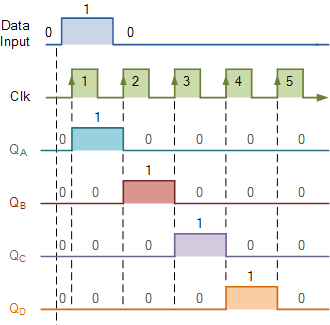 1
Data
Input 0 0
Clk 1 2 3 4 5
1
QA 0 0 0 0 0
1
QB 0 0 0 0 0
1
QC 0 0 0 0 0
1
QD 0 0 0 0 0